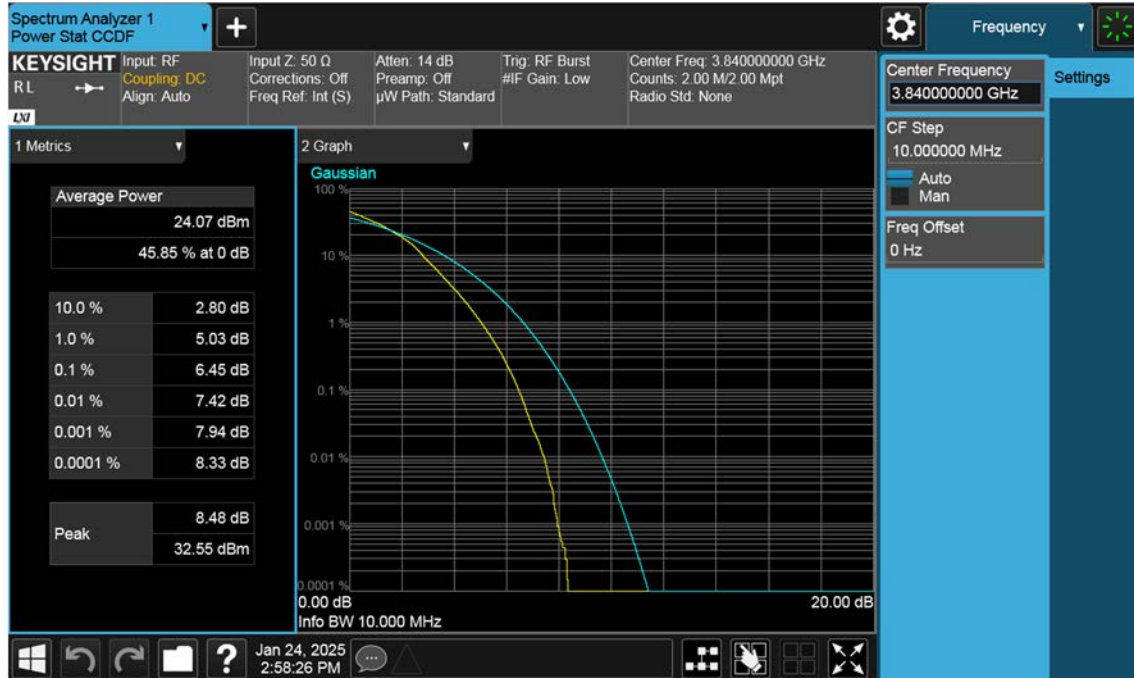 Spectrum Analyzer 1
Power Stat CCDF
Frequency
KEYSIGHT
R L
LXI
Input: RF
Coupling: DC
Align: Auto
Input Z: 50 Ω
Corrections: Off
Freq Ref: Int (S)
Atten: 14 dB
Preamp: Off
µW Path: Standard
Trig: RF Burst
#IF Gain: Low
Center Freq: 3.840000000 GHz
Counts: 2.00 M/2.00 Mpt
Radio Std: None
Center Frequency
3.840000000 GHz
Settings
CF Step
10.000000 MHz
Auto
Man
Freq Offset
0 Hz
1 Metrics
Average Power
24.07 dBm
45.85 % at 0 dB
10.0 % 2.80 dB
1.0 % 5.03 dB
0.1 % 6.45 dB
0.01 % 7.42 dB
0.001 % 7.94 dB
0.0001 % 8.33 dB
Peak
8.48 dB
32.55 dBm
2 Graph
Gaussian
100 %
10 %
1 %
0.1 %
0.01 %
0.001 %
0.0001 %
0.00 dB 20.00 dB
Info BW 10.000 MHz
?
Jan 24, 2025
2:58:26 PM